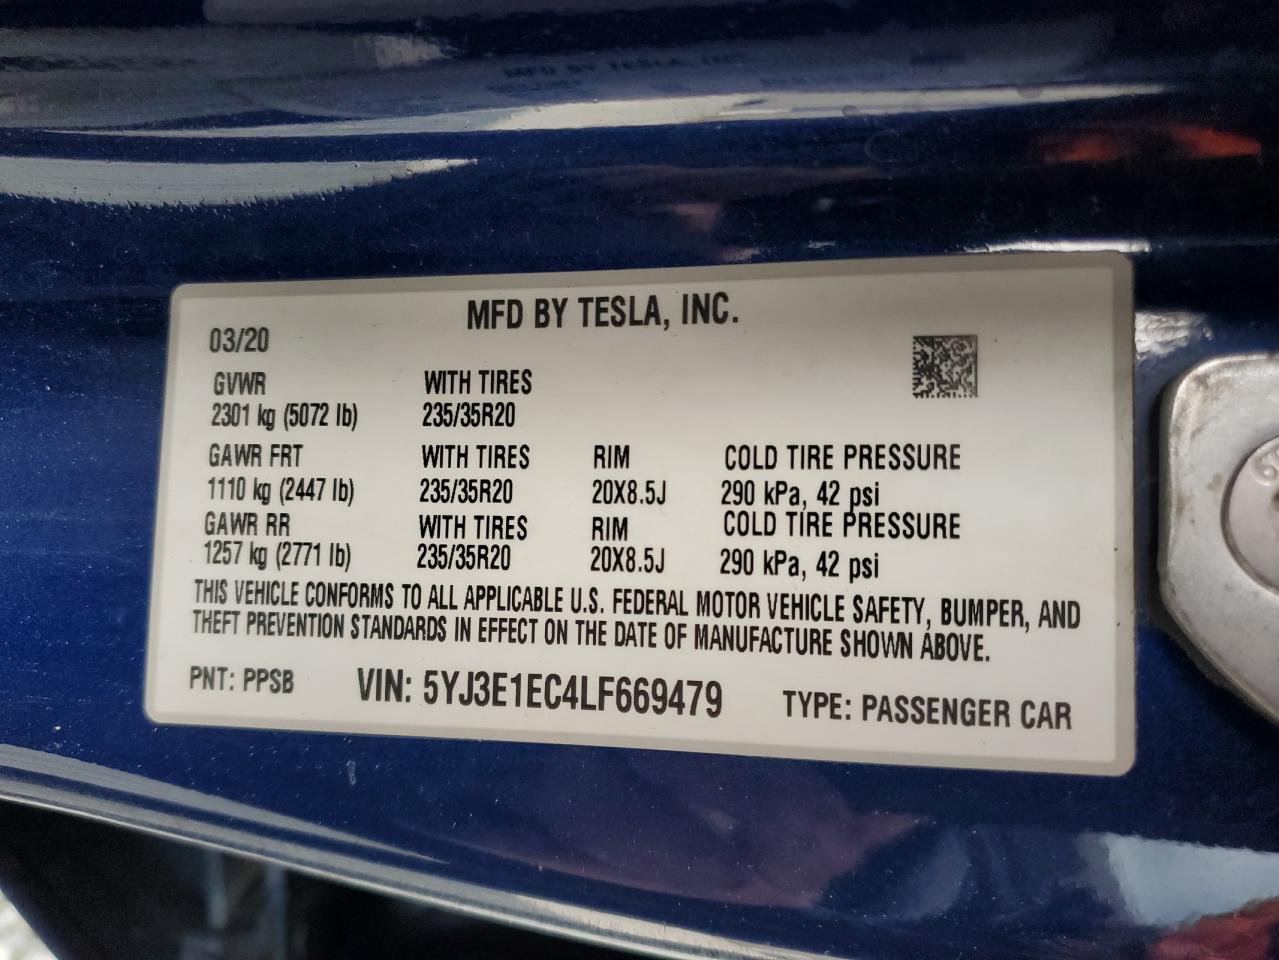 MFD BY TESLA, INC.
03/20
GVWR WITH TIRES
2301 kg (5072 lb) 235/35R20
GAWR FRT WITH TIRES RIM COLD TIRE PRESSURE
1110 kg (2447 lb) 235/35R20 20X8.5J 290 kPa, 42 psi
GAWR RR WITH TIRES RIM COLD TIRE PRESSURE
1257 kg (2771 lb) 235/35R20 20X8.5J 290 kPa, 42 psi
THIS VEHICLE CONFORMS TO ALL APPLICABLE U.S. FEDERAL MOTOR VEHICLE SAFETY, BUMPER, AND
THEFT PREVENTION STANDARDS IN EFFECT ON THE DATE OF MANUFACTURE SHOWN ABOVE.
PNT: PPSB VIN: 5YJ3E1EC4LF669479 TYPE: PASSENGER CAR